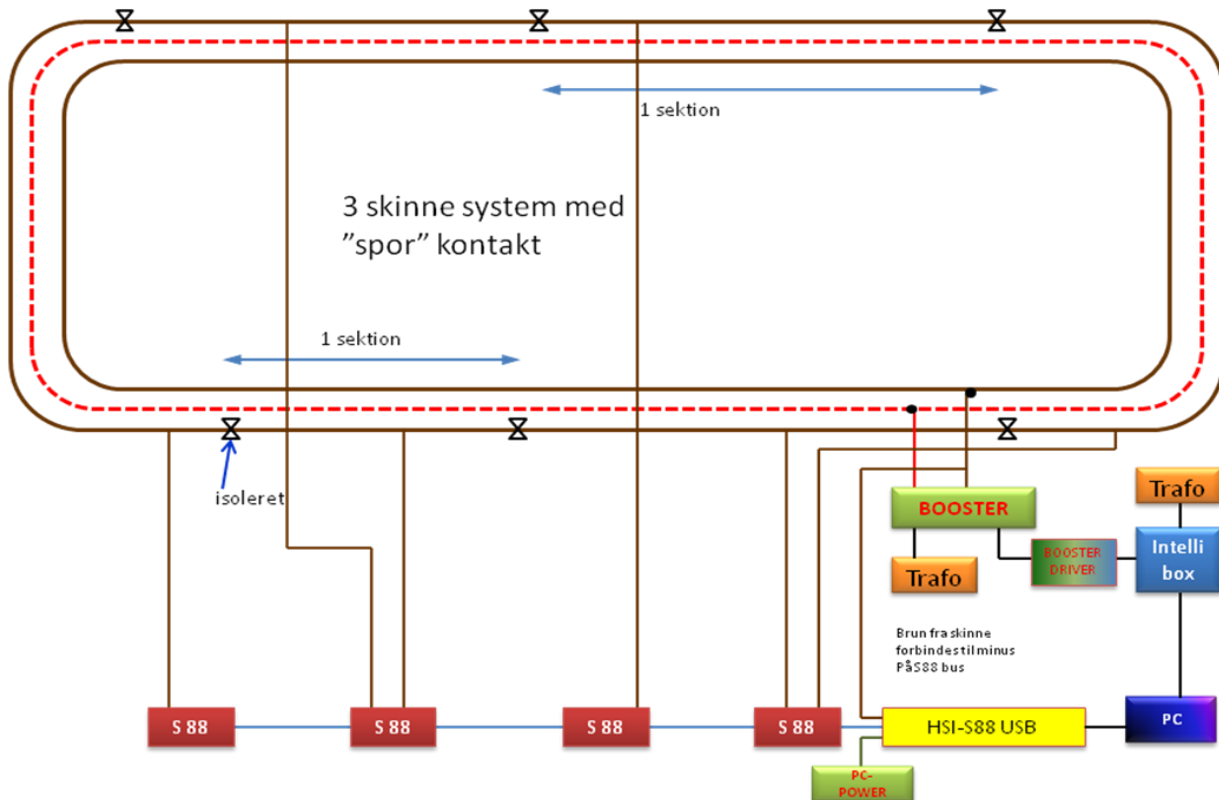 1 sektion
3 skinne system med
”spor” kontakt
1 sektion
isoleret
BOOSTER
Trafo
Trafo
BOOSTER
DRIVER
Intelli
box
Brun fra skinne
forbindes til minus
På S88 bus
S 88
S 88
S 88
S 88
HSI-S88 USB
PC
PC-
POWER